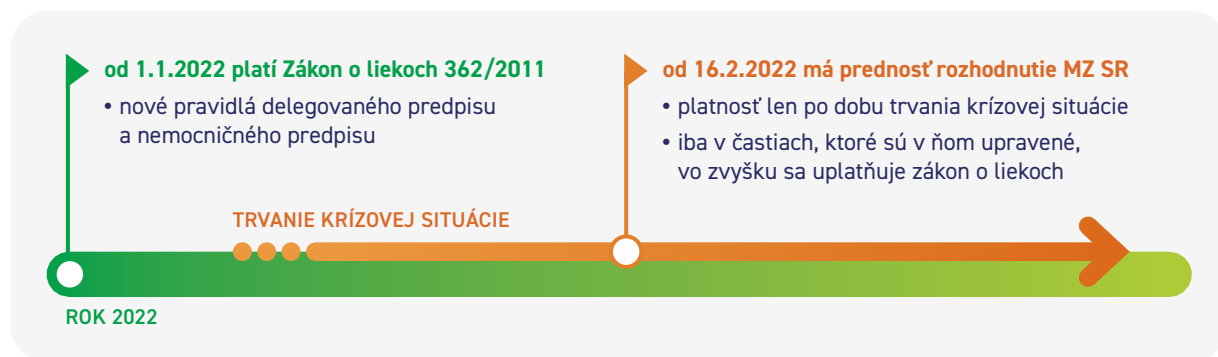 od 1.1.2022 platí Zákon o liekoch 362/2011
• nové pravidlá delegovaného predpisu
a nemocničného predpisu
od 16.2.2022 má prednosť rozhodnutie MZ SR
• platnosť len po dobu trvania krízovej situácie
• iba v častiach, ktoré sú v ňom upravené,
vo zvyšku sa uplatňuje zákon o liekoch
TRVANIE KRÍZOVEJ SITUÁCIE
ROK 2022